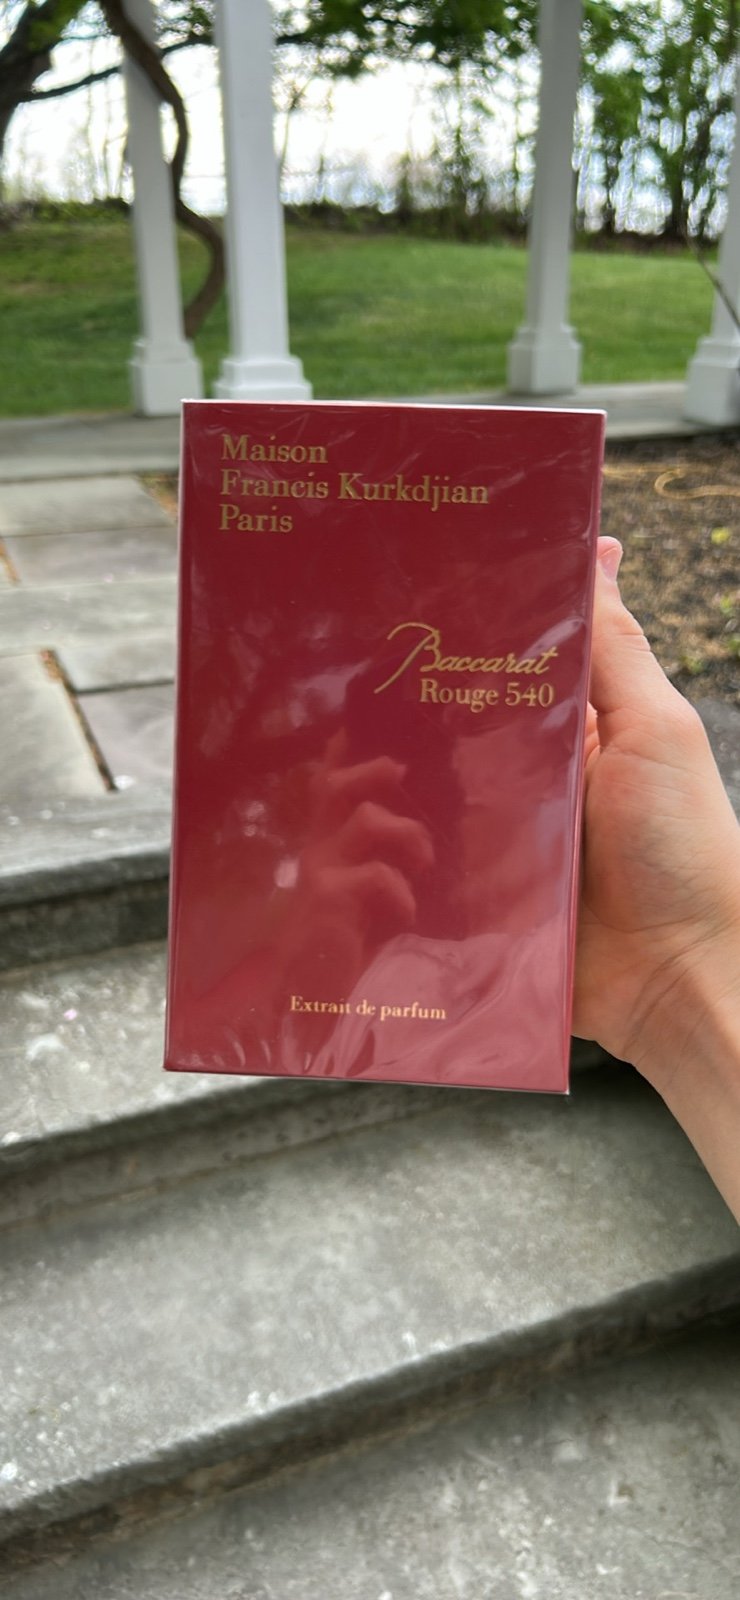 Maison
Francis Kurkdjian
Paris
Baccarat
Rouge 540
Extrait de parfum